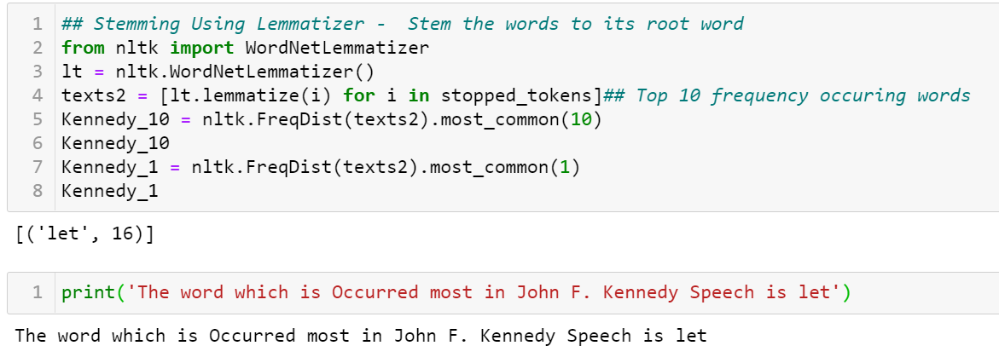 1 ## Stemming Using Lemmatizer -  Stem the words to its root word
2 from nltk import WordNetLemmatizer
3 lt = nltk.WordNetLemmatizer()
4 texts2 = [lt.lemmatize(i) for i in stopped_tokens]## Top 10 frequency occuring words
5 Kennedy_10 = nltk.FreqDist(texts2).most_common(10)
6 Kennedy_10
7 Kennedy_1 = nltk.FreqDist(texts2).most_common(1)
8 Kennedy_1
[('let', 16)]
1 print('The word which is Occurred most in John F. Kennedy Speech is let')
The word which is Occurred most in John F. Kennedy Speech is let